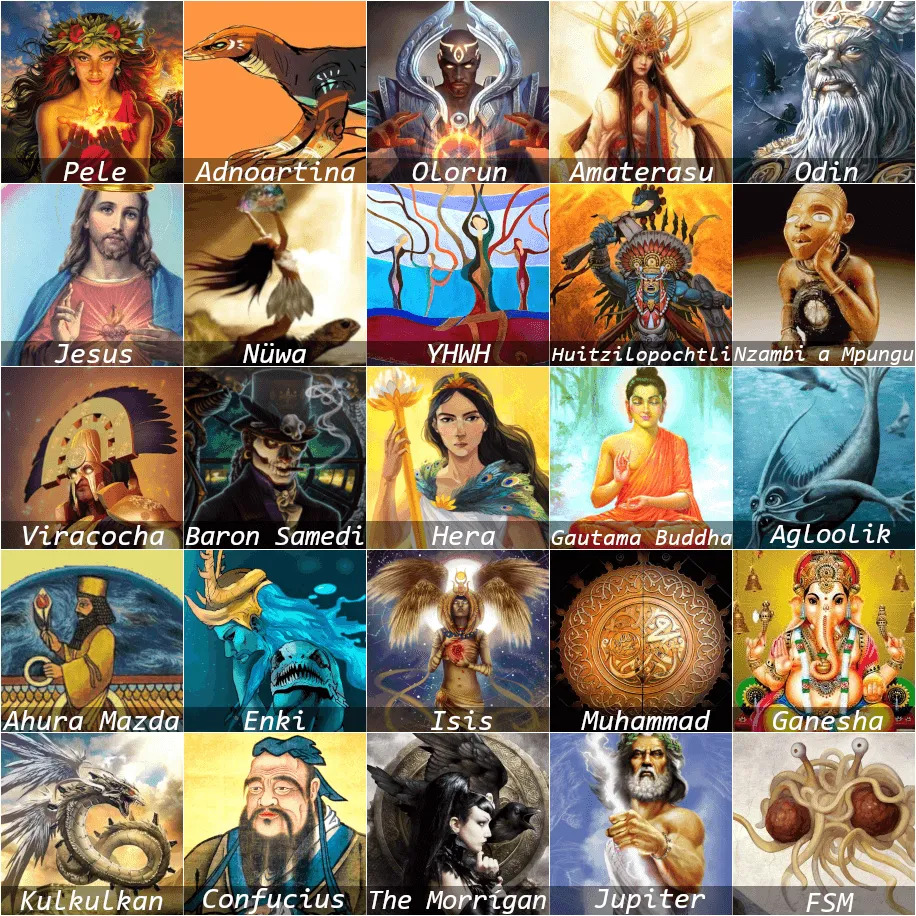 Pele
Adnoartina
Olorun
Amaterasu
Odin
Jesus
Nüwa
YHWH
Huitzilopochtli
Nzambi a Mpungu
Viracocha
Baron Samedi
Hera
Gautama Buddha
Agloolik
Ahura Mazda
Enki
Isis
Muhammad
Ganesha
Kulkulkan
Confucius
The Morrígan
Jupiter
FSM